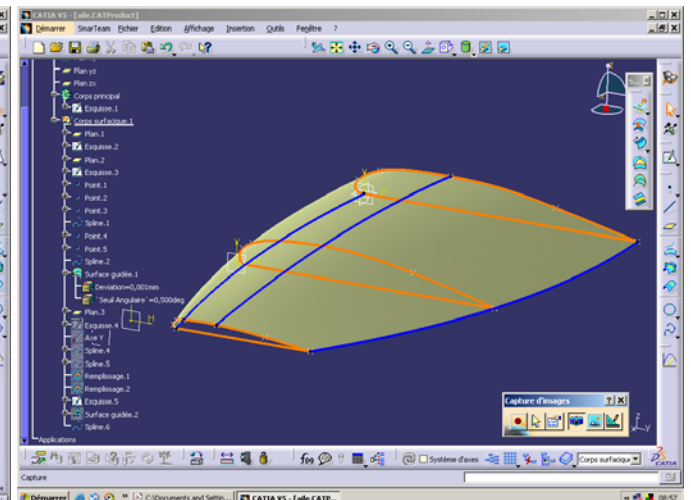 CATIA V5 - [aile.CATProduct]
Démarrer SmarTeam Fichier Edition Affichage Insertion Outils Fenêtre ?
Plan yz
Plan zx
Corps principal
Esquisse.1
Corps surfacique.1
Plan.1
Esquisse.2
Plan.2
Esquisse.3
Point.1
Point.2
Point.3
Spline.1
Point.4
Point.5
Spline.2
Surface guidée.1
Deviation=0,001mm
`Seuil Angulaire`=0,500deg
Plan.3
Esquisse.4
Axe Y
Spline.4
Spline.5
Remplissage.1
Remplissage.2
Esquisse.5
Surface guidée.2
Spline.6
Applications
Y
H
Y
H
Capture d'images ? X
z
x y
f(x) Système d'axes Corps surfacique
CATIA
Capture
Démarrer C:\Documents and Settin... CATIA V5 - [aile.CATP... 08:57